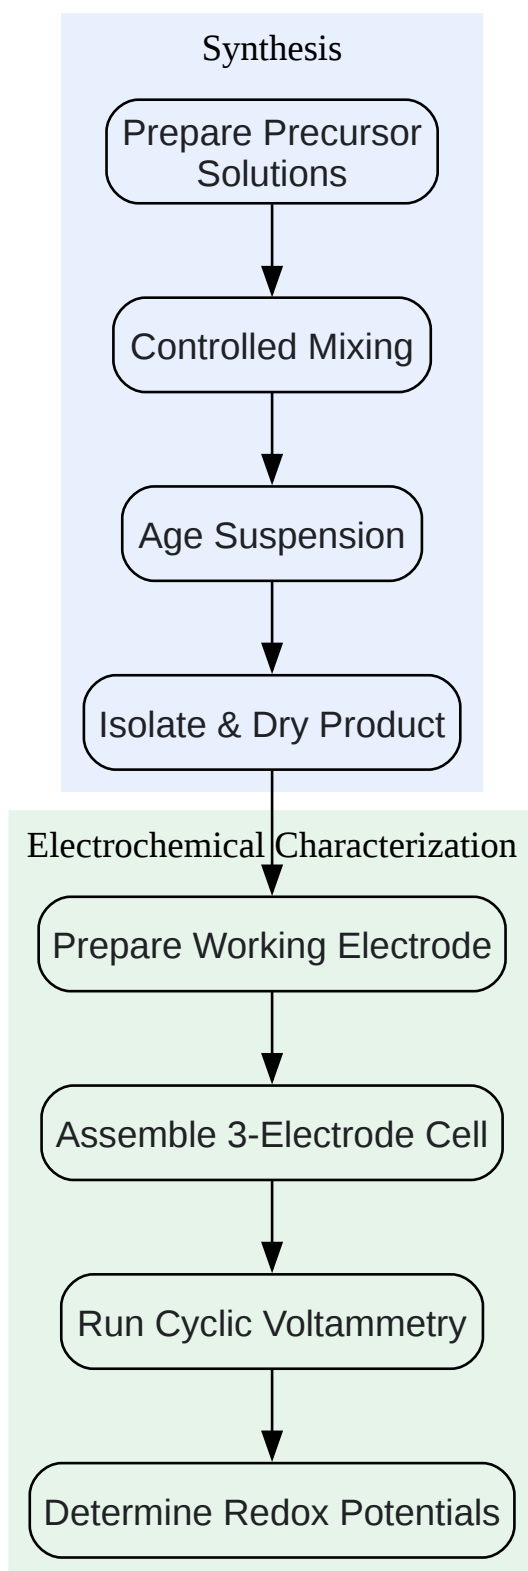 Synthesis
Prepare Precursor
Solutions
Controlled Mixing
Age Suspension
Isolate & Dry Product
Electrochemical Characterization
Prepare Working Electrode
Assemble 3-Electrode Cell
Run Cyclic Voltammetry
Determine Redox Potentials